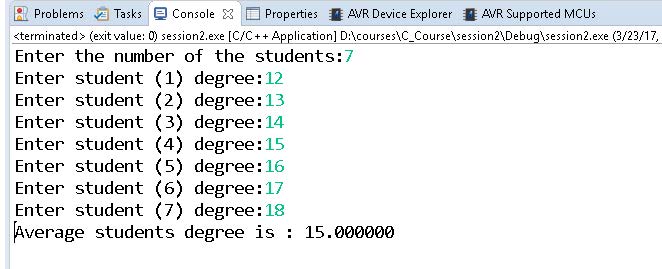 Problems Tasks Console Properties AVR Device Explorer AVR Supported MCUs
<terminated> (exit value: 0) session2.exe [C/C++ Application] D:\courses\C_Course\session2\Debug\session2.exe (3/23/17,
Enter the number of the students:7
Enter student (1) degree:12
Enter student (2) degree:13
Enter student (3) degree:14
Enter student (4) degree:15
Enter student (5) degree:16
Enter student (6) degree:17
Enter student (7) degree:18
Average students degree is : 15.000000